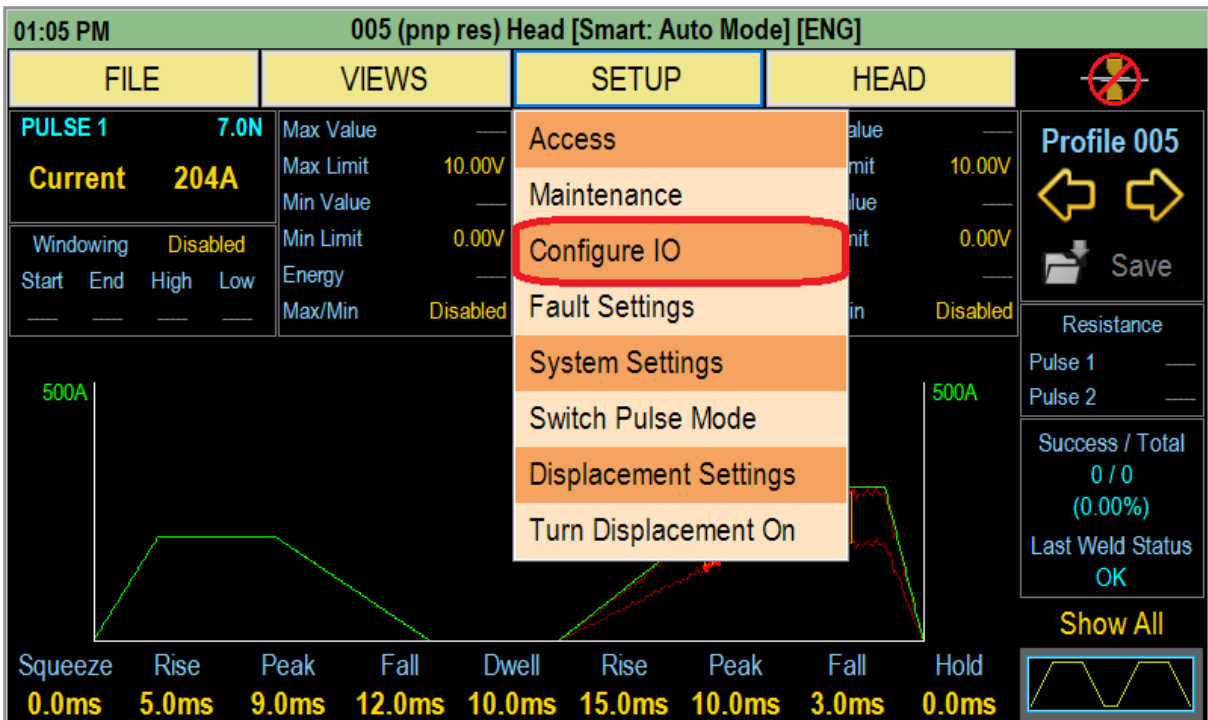 01:05 PM 005 (pnp res) Head [Smart: Auto Mode] [ENG]
FILE VIEWS SETUP HEAD
PULSE 1 7.0N
Current 204A
Windowing Disabled
Start End High Low
---- ---- ---- ----
Max Value ----
Max Limit 10.00V
Min Value ----
Min Limit 0.00V
Energy ----
Max/Min Disabled
Access
Maintenance
Configure IO
Fault Settings
System Settings
Switch Pulse Mode
Displacement Settings
Turn Displacement On
alue ----
mit 10.00V
lue ----
nit 0.00V
----
in Disabled
Profile 005
Save
Resistance
Pulse 1 ----
Pulse 2 ----
Success / Total
0 / 0
(0.00%)
Last Weld Status
OK
Show All
500A 500A
Squeeze Rise Peak Fall Dwell Rise Peak Fall Hold
0.0ms 5.0ms 9.0ms 12.0ms 10.0ms 15.0ms 10.0ms 3.0ms 0.0ms